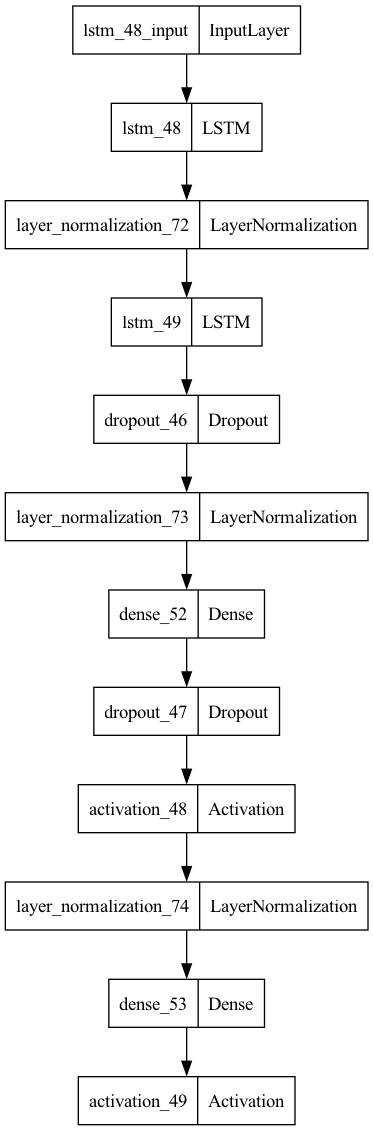 lstm_48_input InputLayer
lstm_48 LSTM
layer_normalization_72 LayerNormalization
lstm_49 LSTM
dropout_46 Dropout
layer_normalization_73 LayerNormalization
dense_52 Dense
dropout_47 Dropout
activation_48 Activation
layer_normalization_74 LayerNormalization
dense_53 Dense
activation_49 Activation